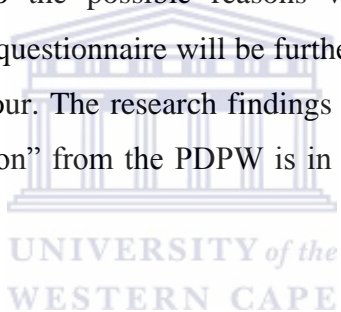 the possible reasons
questionnaire will be furthe
our. The research findings
on” from the PDPW is in
UNIVERSITY of the
WESTERN CAPE